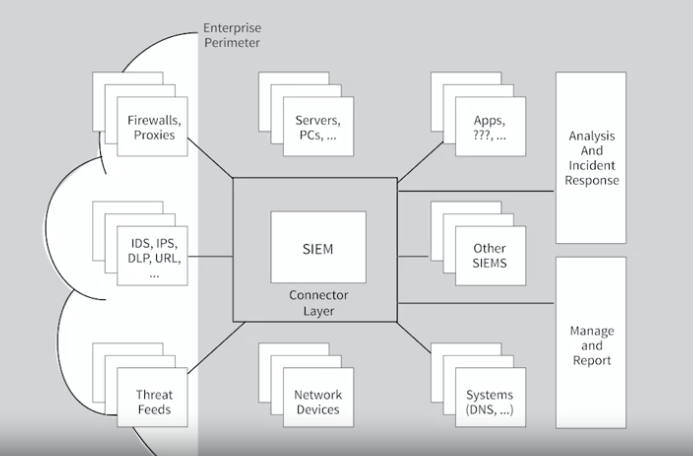 Enterprise
Perimeter
Firewalls,
Proxies
Servers,
PCs, ...
Apps,
???, ...
Analysis
And
Incident
Response
IDS, IPS,
DLP, URL,
...
SIEM
Connector
Layer
Other
SIEMS
Manage
and
Report
Threat
Feeds
Network
Devices
Systems
(DNS, ...)